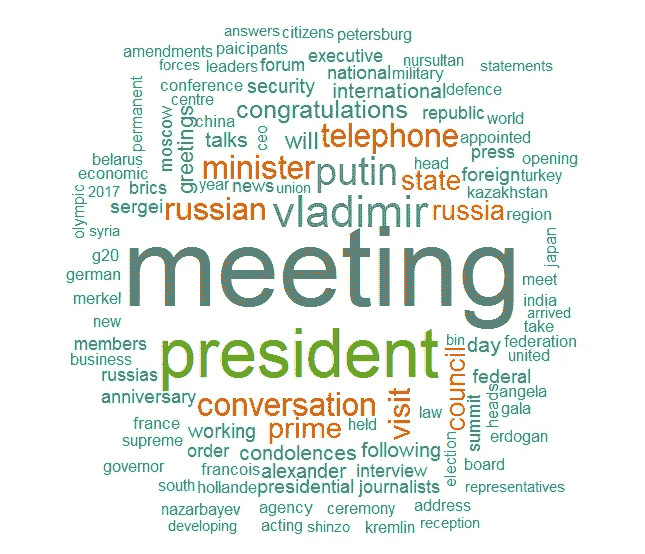 answers citizens petersburg
amendments paicipants executive
forces leaders forum nursultan statements
national military
conference security international defence
permanent centre congratulations republic world
moscow china ceo telephone appointed
greetings talks will press opening
belarus minister putin head foreign turkey
economic state kazakhstan
2017 brics year news union
olympic sergei russian vladimir russia region
syria japan
g20 meeting
german meet
merkel india
new arrived
take
members president bin day federation
business council united
russias federal
anniversary conversation visit angela
heads gala
france prime held law summit
supreme working erdogan
order condolences following election
governor francois alexander interview board
south hollande presidential journalists representatives
nazarbayev agency ceremony address
developing acting shinzo kremlin reception